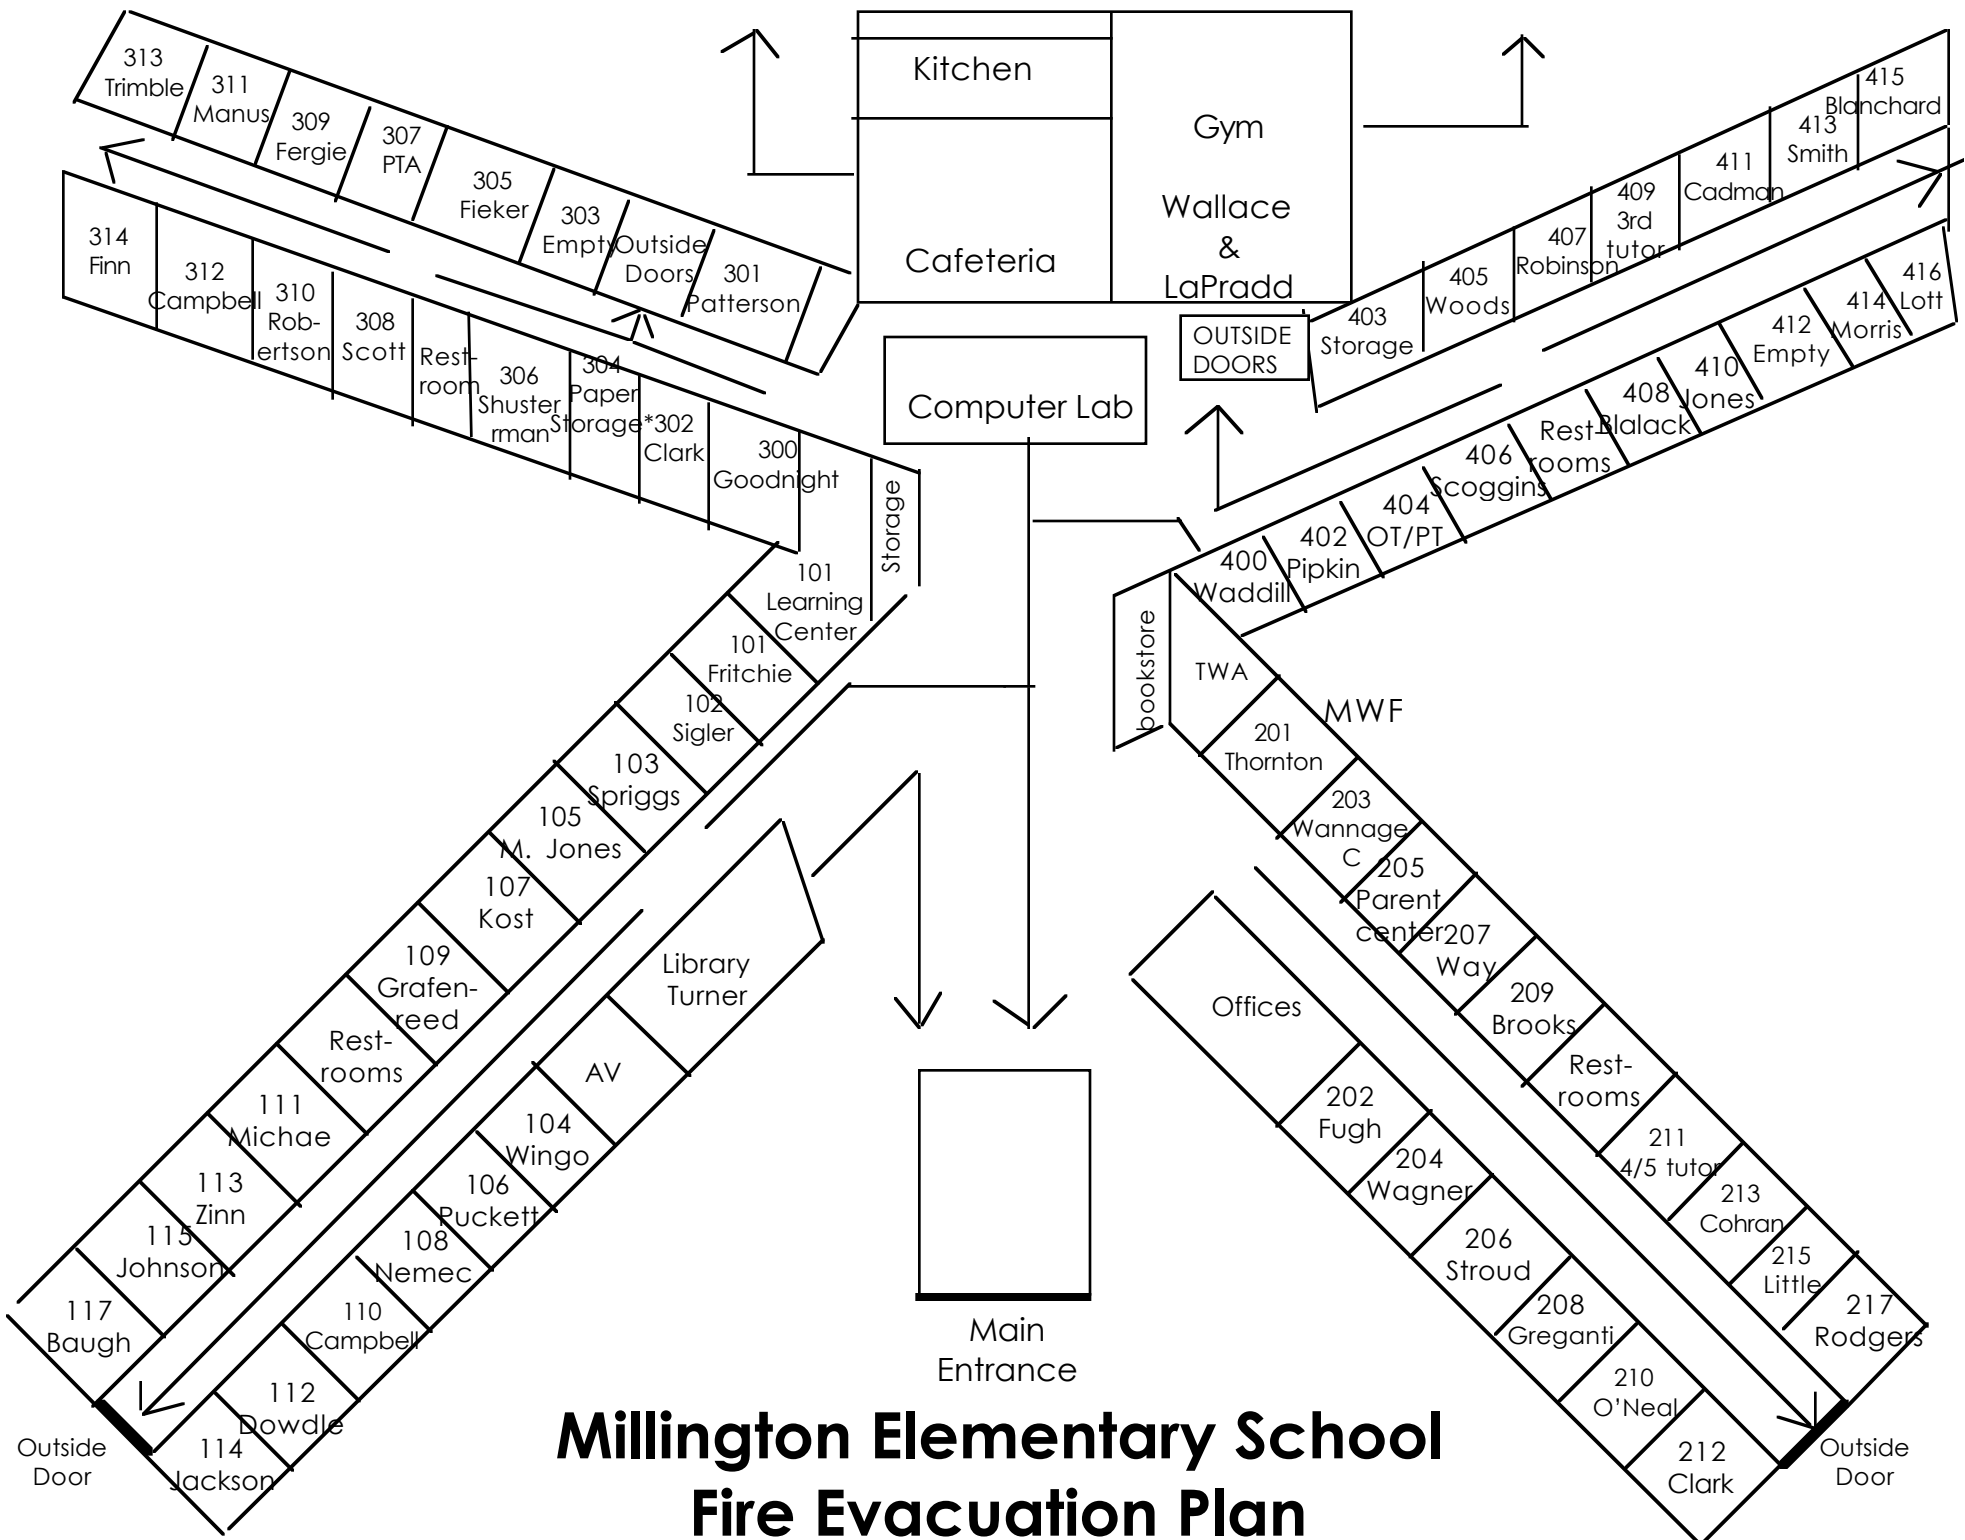 313
Trimble
311
Manus
309
Fergie
307
PTA
305
Fieker
303
Empty
Outside
Doors
301
Patterson
314
Finn
312
Campbell
310
Rob-
ertson
308
Scott
Rest-
room
306
Shuster
rman
304
Paper
Storage*
302
Clark
300
Goodnight
Storage
Kitchen
Cafeteria
Gym
Wallace
&
LaPradd
Computer Lab
OUTSIDE
DOORS
403
Storage
405
Woods
407
Robinson
409
3rd
tutor
411
Cadman
413
Smith
415
Blanchard
416
Lott
414
Morris
412
Empty
410
Jones
408
Blalack
Rest-
rooms
406
Scoggins
404
OT/PT
402
Pipkin
400
Waddill
bookstore
TWA
MWF
101
Learning
Center
101
Fritchie
102
Sigler
103
Spriggs
105
M. Jones
107
Kost
109
Grafen-
reed
Rest-
rooms
111
Michae
113
Zinn
115
Johnson
117
Baugh
Library
Turner
AV
104
Wingo
106
Puckett
108
Nemec
110
Campbell
112
Dowdle
114
Jackson
Outside
Door
201
Thornton
203
Wannage
C
205
Parent
center
207
Way
209
Brooks
Rest-
rooms
211
4/5 tutor
213
Cohran
215
Little
217
Rodgers
Offices
202
Fugh
204
Wagner
206
Stroud
208
Greganti
210
O'Neal
212
Clark
Outside
Door
Main
Entrance
Millington Elementary School
Fire Evacuation Plan